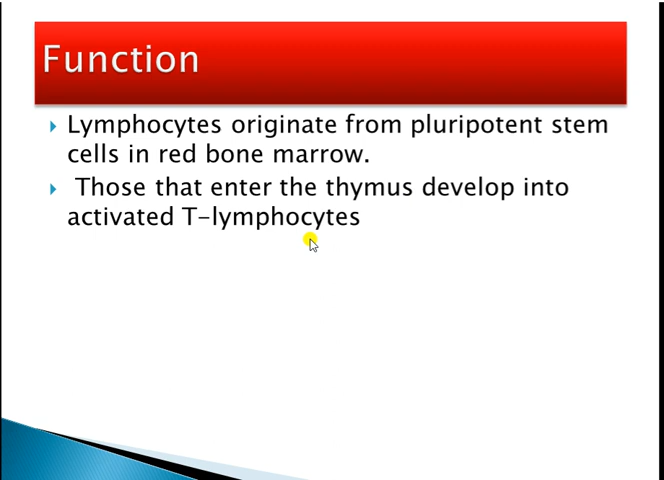 Function
Lymphocytes originate from pluripotent stem
cells in red bone marrow.
Those that enter the thymus develop into
activated T-lymphocytes